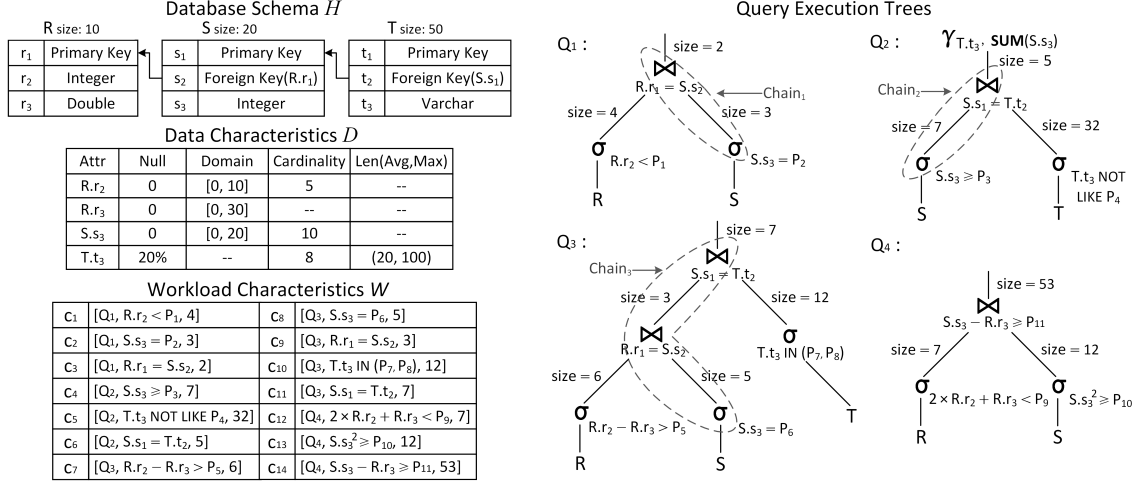 Database Schema H
R size: 10
S size: 20
T size: 50
r1 Primary Key
r2 Integer
r3 Double
s1 Primary Key
s2 Foreign Key(R.r1)
s3 Integer
t1 Primary Key
t2 Foreign Key(S.s1)
t3 Varchar
Data Characteristics D
Attr Null Domain Cardinality Len(Avg,Max)
R.r2 0 [0, 10] 5 --
R.r3 0 [0, 30] -- --
S.s3 0 [0, 20] 10 --
T.t3 20% -- 8 (20, 100)
Workload Characteristics W
c1 [Q1, R.r2 < P1, 4] c8 [Q3, S.s3 = P6, 5]
c2 [Q1, S.s3 = P2, 3] c9 [Q3, R.r1 = S.s2, 3]
c3 [Q1, R.r1 = S.s2, 2] c10 [Q3, T.t3 IN (P7, P8), 12]
c4 [Q2, S.s3 ≥ P3, 7] c11 [Q3, S.s1 = T.t2, 7]
c5 [Q2, T.t3 NOT LIKE P4, 32] c12 [Q4, 2 × R.r2 + R.r3 < P9, 7]
c6 [Q2, S.s1 = T.t2, 5] c13 [Q4, S.s3² ≥ P10, 12]
c7 [Q3, R.r2 − R.r3 > P5, 6] c14 [Q4, S.s3 − R.r3 ≥ P11, 53]
Query Execution Trees
Q1 :
size = 2
⋈
R.r1 = S.s2
Chain1
size = 4
size = 3
σ R.r2 < P1
σ S.s3 = P2
R
S
Q2 :
γ T.t3, SUM(S.s3)
size = 5
⋈
Chain2
S.s1 ≠ T.t2
size = 7
size = 32
σ S.s3 ≥ P3
σ T.t3 NOT
LIKE P4
S
T
Q3 :
size = 7
⋈
Chain3
S.s1 ≠ T.t2
size = 3
size = 12
⋈
R.r1 = S.s2
σ
T.t3 IN (P7, P8)
size = 6
size = 5
T
σ R.r2 − R.r3 > P5
σ S.s3 = P6
R
S
Q4 :
size = 53
⋈
S.s3 − R.r3 ≥ P11
size = 7
size = 12
σ 2 × R.r2 + R.r3 < P9
σ S.s3² ≥ P10
R
S